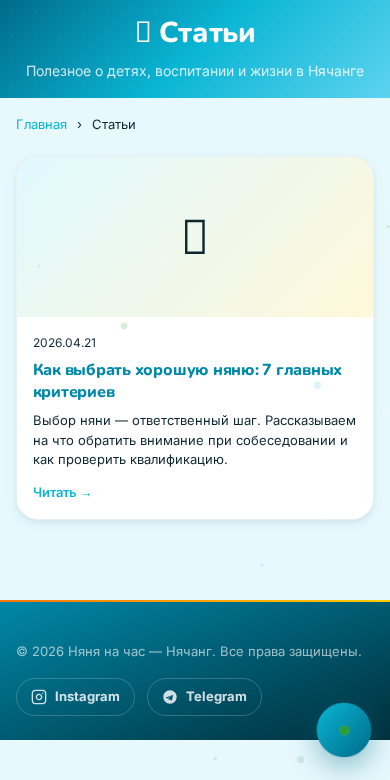 Статьи
Полезное о детях, воспитании и жизни в Нячанге
Главная › Статьи
2026.04.21
Как выбрать хорошую няню: 7 главных
критериев
Выбор няни — ответственный шаг. Рассказываем
на что обратить внимание при собеседовании и
как проверить квалификацию.
Читать →
© 2026 Няня на час — Нячанг. Все права защищены.
Instagram
Telegram